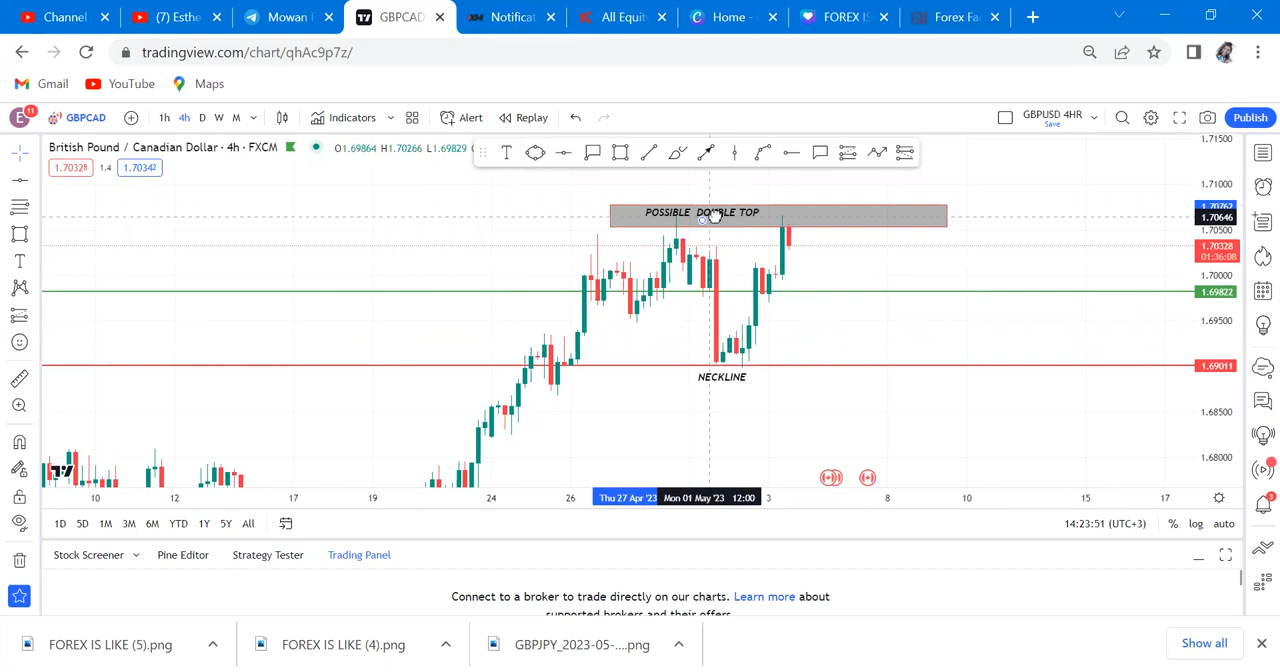 Channel
(7) Esthe
Mowan F
GBPCAD
Notificat
All Equit
Home -
FOREX IS
Forex Fa
tradingview.com/chart/qhAc9p7z/
Gmail
YouTube
Maps
E
11
GBPCAD
1h 4h D W M
Indicators
Alert
Replay
GBPUSD 4HR
Save
Publish
British Pound / Canadian Dollar · 4h · FXCM
O1.69864 H1.70266 L1.69829
1.70328
1.4
1.70342
POSSIBLE DOUBLE TOP
NECKLINE
1.71500
1.71000
1.70762
1.70646
1.70500
1.70328
01:36:08
1.70000
1.69822
1.69500
1.69011
1.68500
1.68000
10 12 17 19 24 26 Thu 27 Apr '23 Mon 01 May '23 12:00 3 8 10 15 17
1D 5D 1M 3M 6M YTD 1Y 5Y All
14:23:51 (UTC+3) % log auto
Stock Screener
Pine Editor
Strategy Tester
Trading Panel
Connect to a broker to trade directly on our charts. Learn more about
supported brokers and their offers
3
FOREX IS LIKE (5).png
FOREX IS LIKE (4).png
GBPJPY_2023-05-....png
Show all